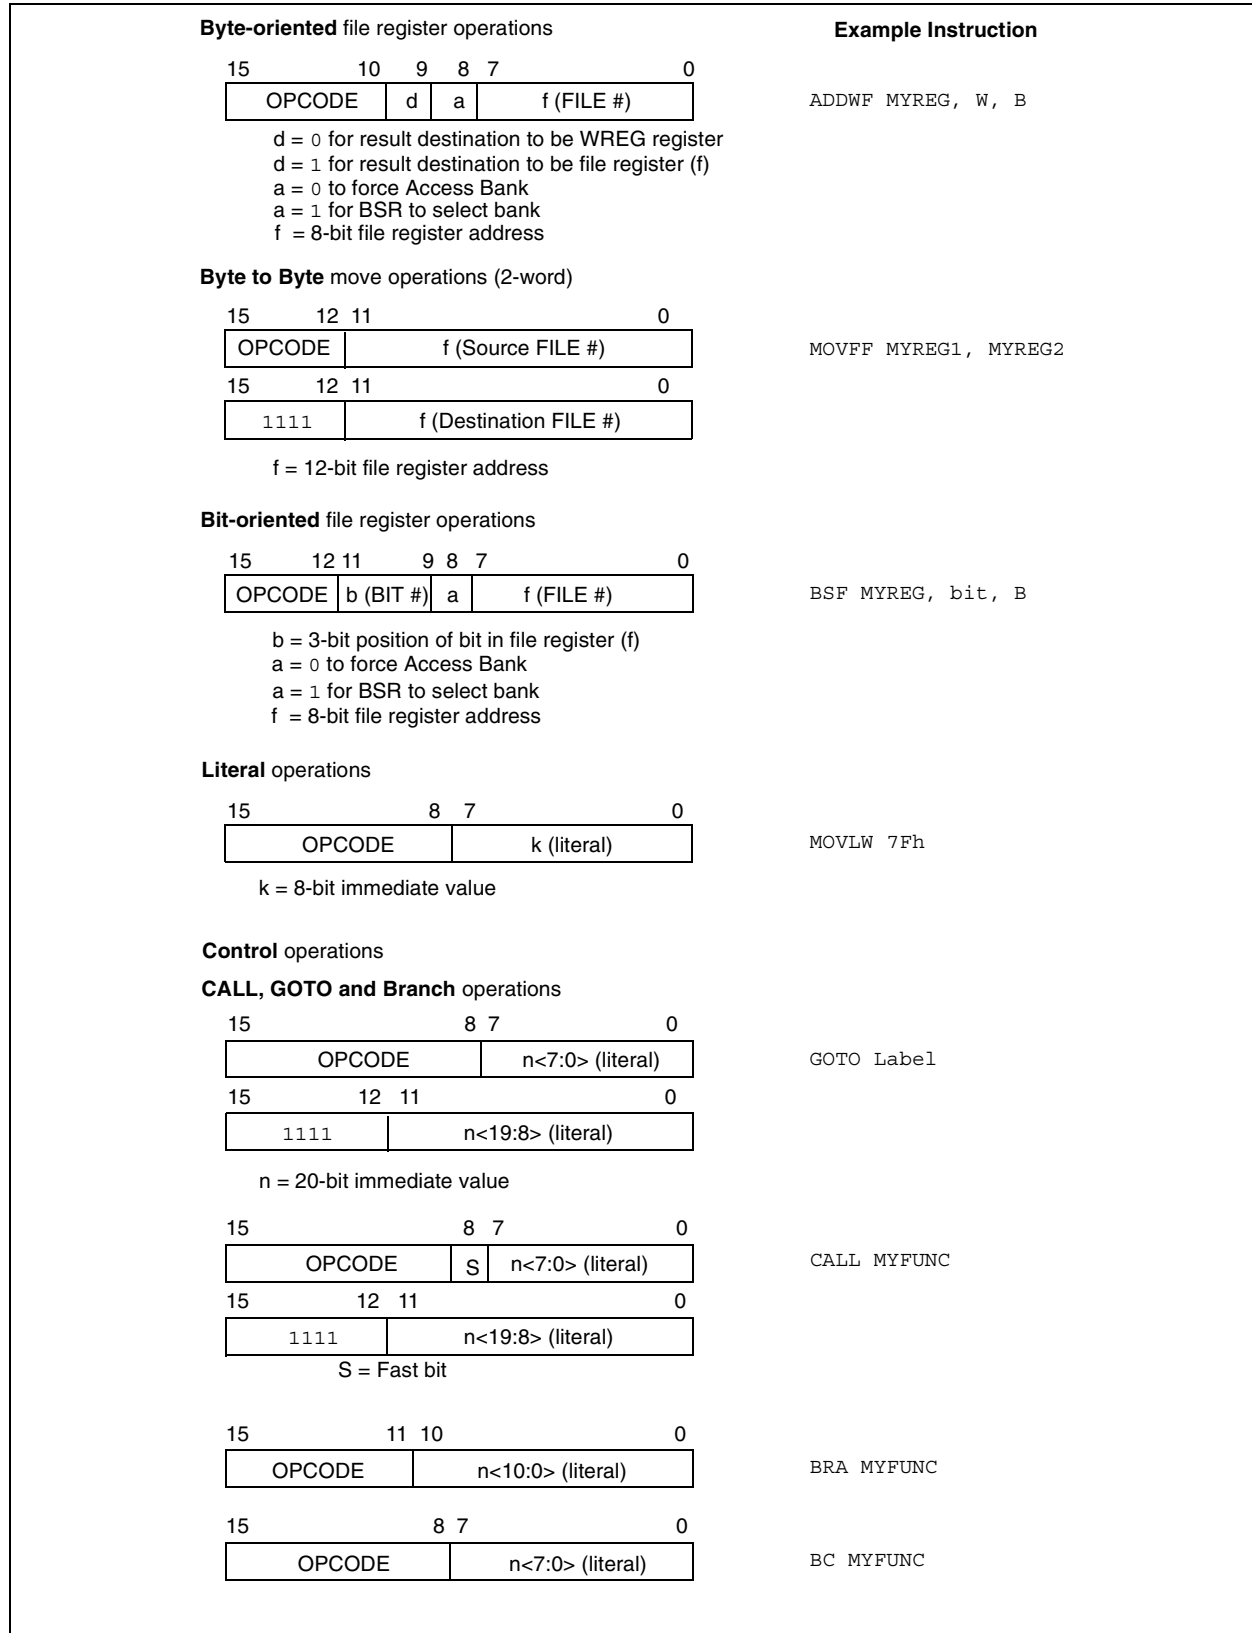 Byte-oriented file register operations Example Instruction
15 10 9 8 7 0
OPCODE d a f (FILE #) ADDWF MYREG, W, B
d = 0 for result destination to be WREG register
d = 1 for result destination to be file register (f)
a = 0 to force Access Bank
a = 1 for BSR to select bank
f = 8-bit file register address
Byte to Byte move operations (2-word)
15 12 11 0
OPCODE f (Source FILE #) MOVFF MYREG1, MYREG2
15 12 11 0
1111 f (Destination FILE #)
f = 12-bit file register address
Bit-oriented file register operations
15 12 11 9 8 7 0
OPCODE b (BIT #) a f (FILE #) BSF MYREG, bit, B
b = 3-bit position of bit in file register (f)
a = 0 to force Access Bank
a = 1 for BSR to select bank
f = 8-bit file register address
Literal operations
15 8 7 0
OPCODE k (literal) MOVLW 7Fh
k = 8-bit immediate value
Control operations
CALL, GOTO and Branch operations
15 8 7 0
OPCODE n<7:0> (literal) GOTO Label
15 12 11 0
1111 n<19:8> (literal)
n = 20-bit immediate value
15 8 7 0
OPCODE S n<7:0> (literal) CALL MYFUNC
15 12 11 0
1111 n<19:8> (literal)
S = Fast bit
15 11 10 0
OPCODE n<10:0> (literal) BRA MYFUNC
15 8 7 0
OPCODE n<7:0> (literal) BC MYFUNC